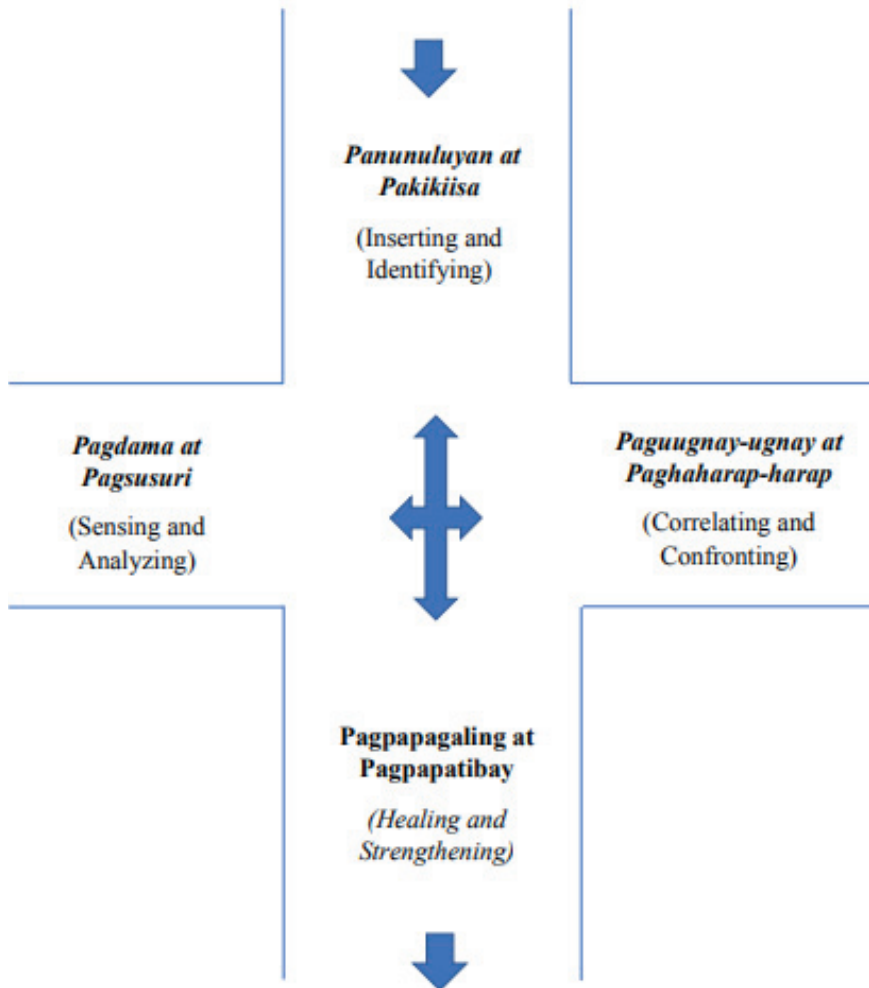 Panunuluyan at
Pakikiisa
(Inserting and
Identifying)
Pagdama at
Pagsusuri
(Sensing and
Analyzing)
Paguugnay-ugnay at
Paghaharap-harap
(Correlating and
Confronting)
Pagpapagaling at
Pagpapatibay
(Healing and
Strengthening)